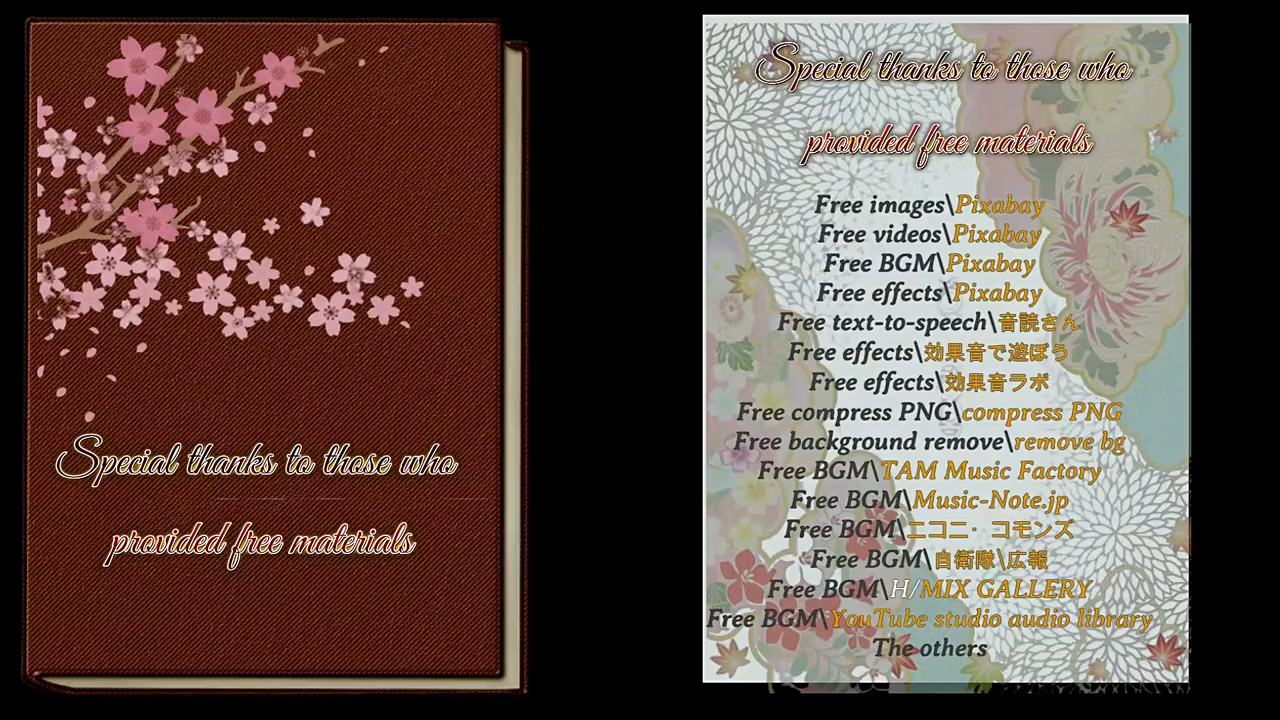 Special thanks to those who
provided free materials
Special thanks to those who
provided free materials
Free images\Pixabay
Free videos\Pixabay
Free BGM\Pixabay
Free effects\Pixabay
Free text-to-speech\音読さん
Free effects\効果音で遊ぼう
Free effects\効果音ラボ
Free compress PNG\compress PNG
Free background remove\remove bg
Free BGM\TAM Music Factory
Free BGM\Music-Note.jp
Free BGM\ニコニ・コモンズ
Free BGM\自衛隊\広報
Free BGM\H/MIX GALLERY
Free BGM\YouTube studio audio library
The others